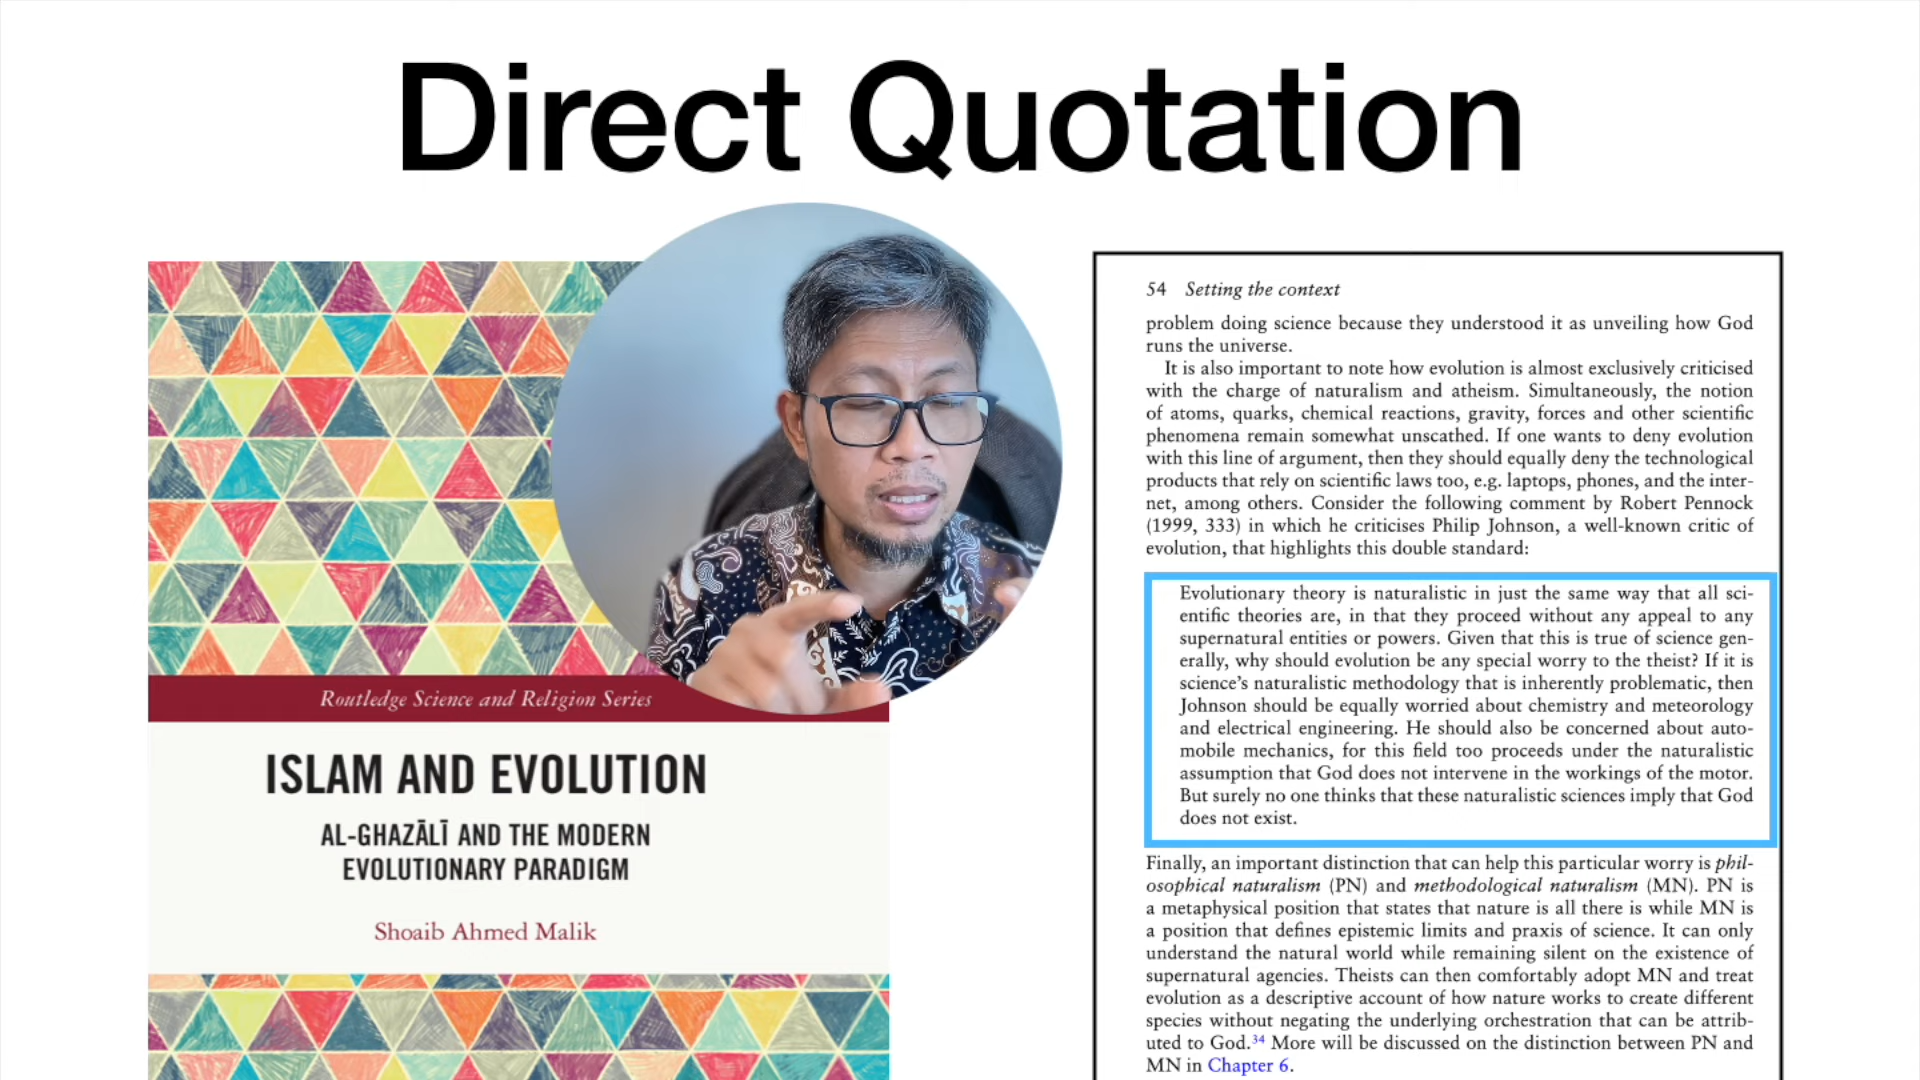 Direct Quotation
Routledge Science and Religion Series
ISLAM AND EVOLUTION
AL-GHAZĀLĪ AND THE MODERN
EVOLUTIONARY PARADIGM
Shoaib Ahmed Malik
54 Setting the context
problem doing science because they understood it as unveiling how God
runs the universe.
It is also important to note how evolution is almost exclusively criticised
with the charge of naturalism and atheism. Simultaneously, the notion
of atoms, quarks, chemical reactions, gravity, forces and other scientific
phenomena remain somewhat unscathed. If one wants to deny evolution
with this line of argument, then they should equally deny the technological
products that rely on scientific laws too, e.g. laptops, phones, and the inter-
net, among others. Consider the following comment by Robert Pennock
(1999, 333) in which he criticises Philip Johnson, a well-known critic of
evolution, that highlights this double standard:
Evolutionary theory is naturalistic in just the same way that all sci-
entific theories are, in that they proceed without any appeal to any
supernatural entities or powers. Given that this is true of science gen-
erally, why should evolution be any special worry to the theist? If it is
science's naturalistic methodology that is inherently problematic, then
Johnson should be equally worried about chemistry and meteorology
and electrical engineering. He should also be concerned about auto-
mobile mechanics, for this field too proceeds under the naturalistic
assumption that God does not intervene in the workings of the motor.
But surely no one thinks that these naturalistic sciences imply that God
does not exist.
Finally, an important distinction that can help this particular worry is phil-
osophical naturalism (PN) and methodological naturalism (MN). PN is
a metaphysical position that states that nature is all there is while MN is
a position that defines epistemic limits and praxis of science. It can only
understand the natural world while remaining silent on the existence of
supernatural agencies. Theists can then comfortably adopt MN and treat
evolution as a descriptive account of how nature works to create different
species without negating the underlying orchestration that can be attrib-
uted to God.34 More will be discussed on the distinction between PN and
MN in Chapter 6.